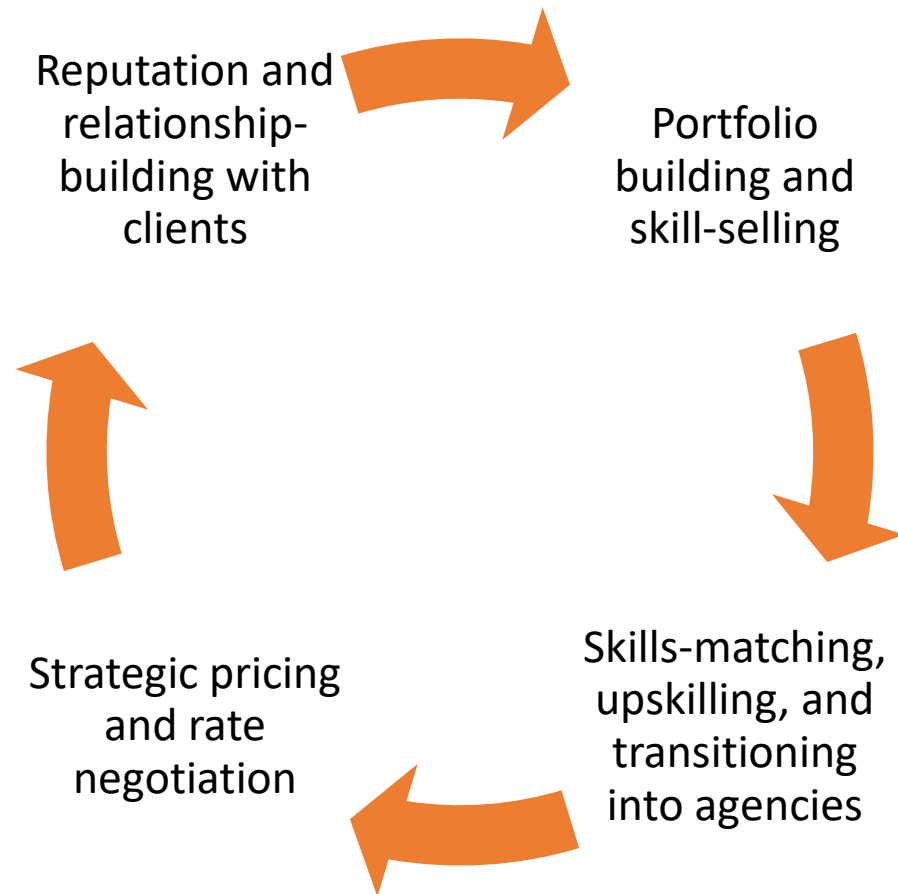 Reputation and
relationship-
building with
clients
Portfolio
building and
skill-selling
Skills-matching,
upskilling, and
transitioning
into agencies
Strategic pricing
and rate
negotiation